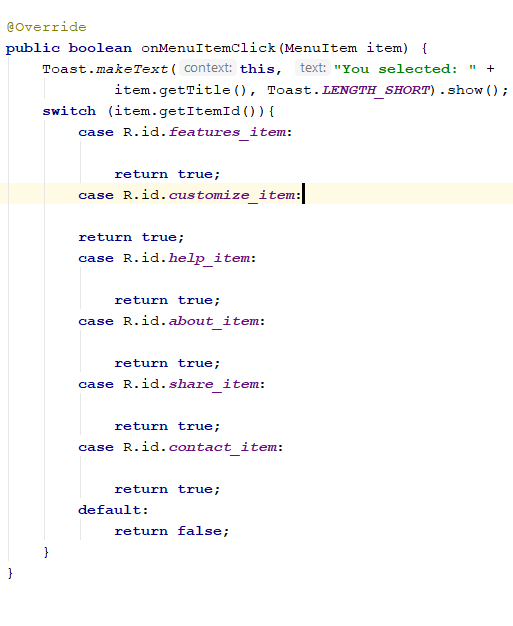 @Override
public boolean onMenuItemClick(MenuItem item) {
    Toast.makeText( context: this,  text: "You selected: " +
            item.getTitle(), Toast.LENGTH_SHORT).show();
    switch (item.getItemId()){
        case R.id.features_item:

            return true;
        case R.id.customize_item:

        return true;
        case R.id.help_item:

            return true;
        case R.id.about_item:

            return true;
        case R.id.share_item:

            return true;
        case R.id.contact_item:

            return true;
        default:
            return false;
    }
}